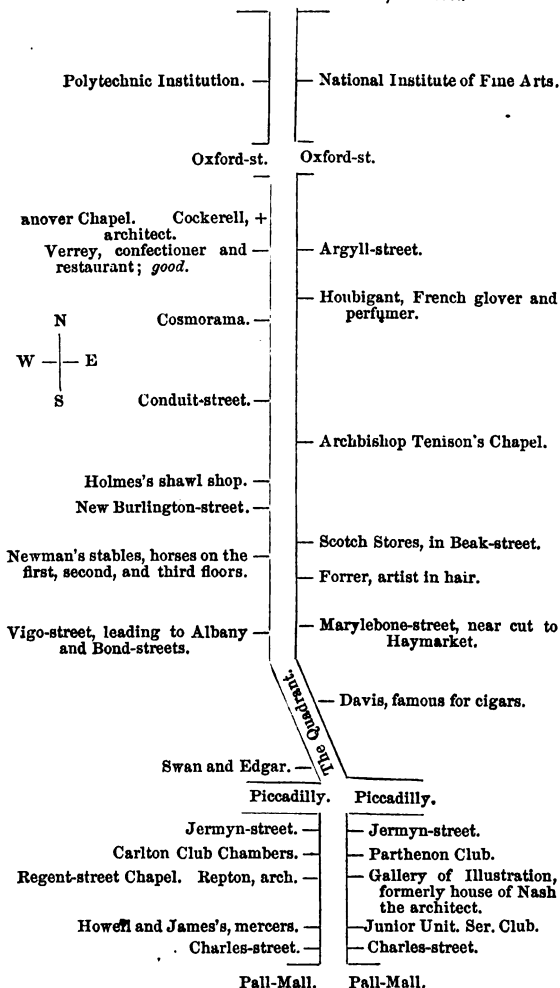 Polytechnic Institution.
National Institute of Fine Arts.
Oxford-st.
Oxford-st.
anover Chapel. Cockerell, +
architect.
Verrey, confectioner and
restaurant; good.
Argyll-street.
Houbigant, French glover and
perfumer.
Cosmorama.
N
W E
S
Conduit-street.
Archbishop Tenison's Chapel.
Holmes's shawl shop.
New Burlington-street.
Scotch Stores, in Beak-street.
Newman's stables, horses on the
first, second, and third floors.
Forrer, artist in hair.
Vigo-street, leading to Albany
and Bond-streets.
Marylebone-street, near cut to
Haymarket.
The Quadrant.
Davis, famous for cigars.
Swan and Edgar.
Piccadilly.
Piccadilly.
Jermyn-street.
Jermyn-street.
Carlton Club Chambers.
Parthenon Club.
Regent-street Chapel. Repton, arch.
Gallery of Illustration,
formerly house of Nash
the architect.
Howell and James's, mercers.
Junior Unit. Ser. Club.
Charles-street.
Charles-street.
Pall-Mall.
Pall-Mall.